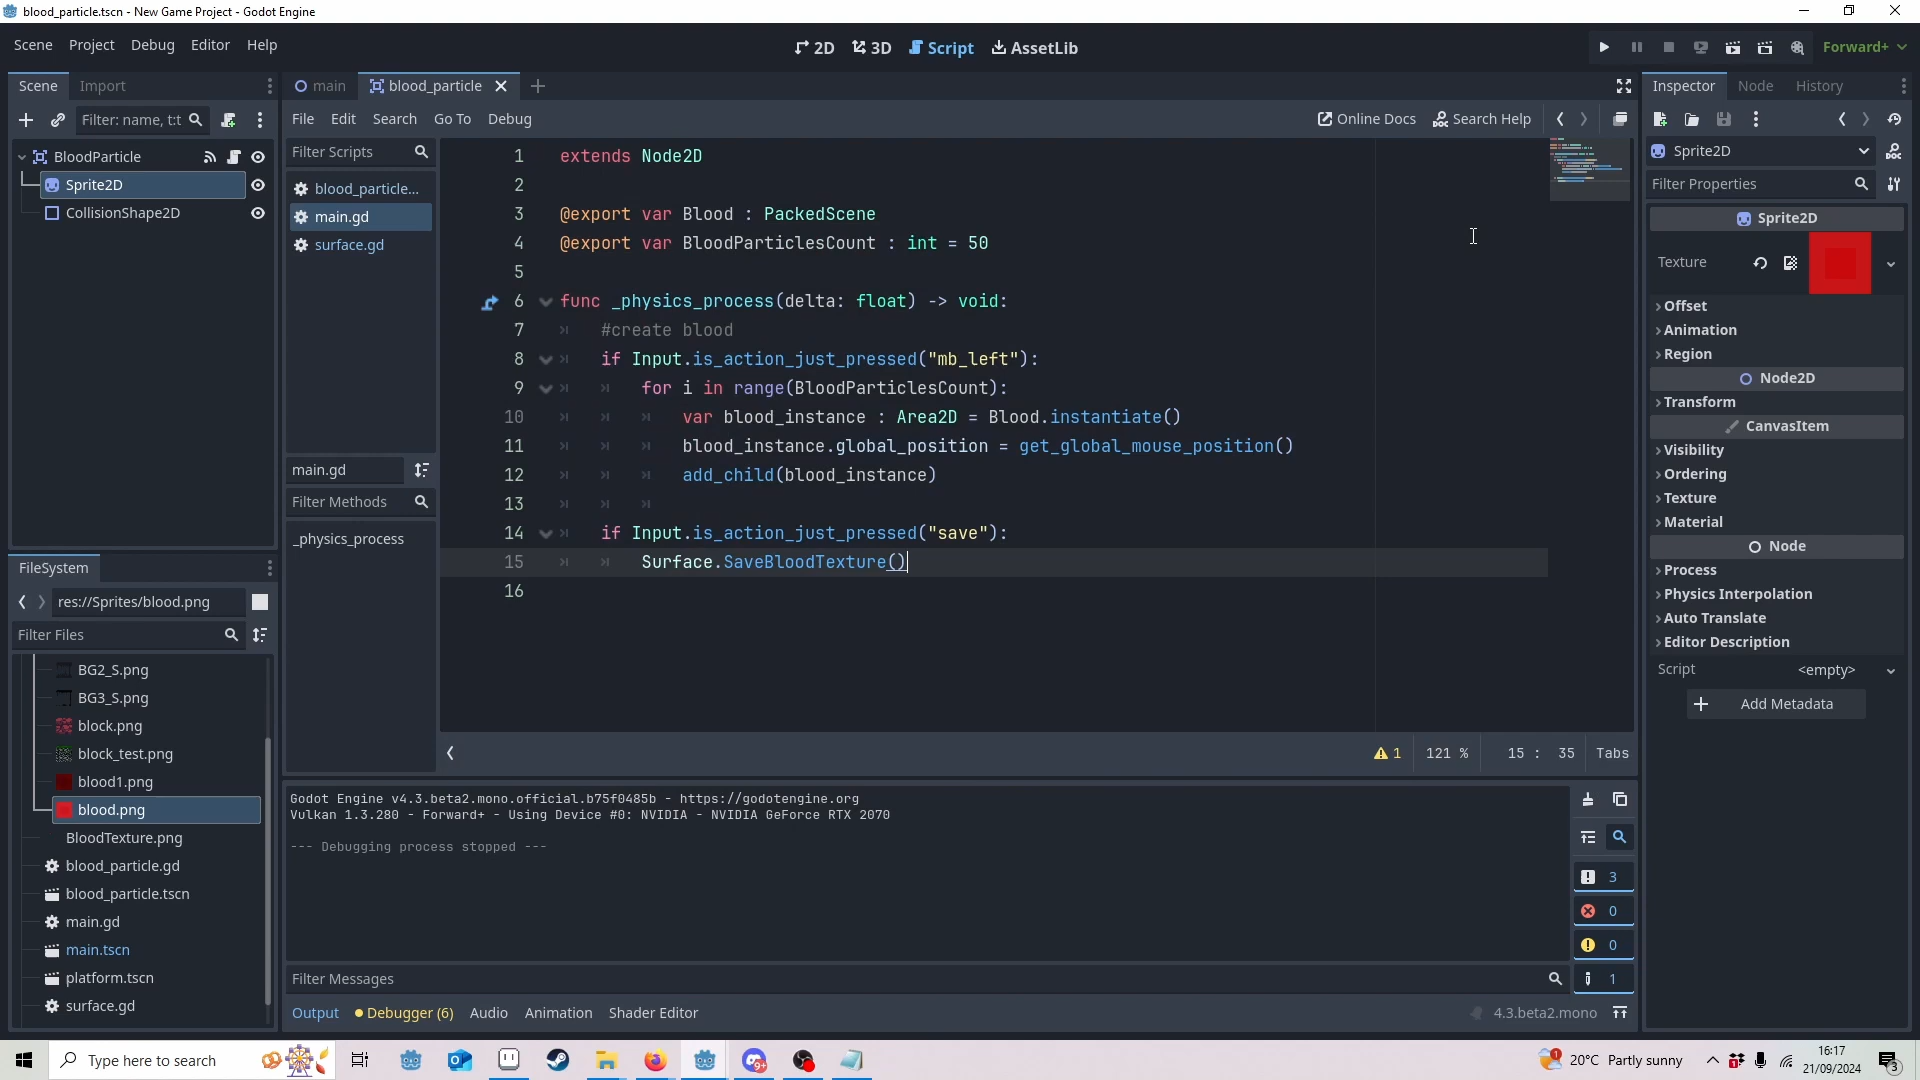 blood_particle.tscn - New Game Project - Godot Engine
Scene Project Debug Editor Help
2D 3D Script AssetLib
Forward+
Scene Import
main blood_particle
Inspector Node History
Filter: name, t:t
File Edit Search Go To Debug
Online Docs Search Help
Filter Scripts
blood_particle...
main.gd
surface.gd
main.gd
Filter Methods
_physics_process
BloodParticle
Sprite2D
CollisionShape2D
1 extends Node2D
2
3 @export var Blood : PackedScene
4 @export var BloodParticlesCount : int = 50
5
6 func _physics_process(delta: float) -> void:
7 #create blood
8 if Input.is_action_just_pressed("mb_left"):
9 for i in range(BloodParticlesCount):
10 var blood_instance : Area2D = Blood.instantiate()
11 blood_instance.global_position = get_global_mouse_position()
12 add_child(blood_instance)
13
14 if Input.is_action_just_pressed("save"):
15 Surface.SaveBloodTexture()
16
1 121 % 15 : 35 Tabs
Sprite2D
Filter Properties
Sprite2D
Texture
Offset
Animation
Region
Node2D
Transform
CanvasItem
Visibility
Ordering
Texture
Material
Node
Process
Physics Interpolation
Auto Translate
Editor Description
Script <empty>
Add Metadata
FileSystem
res://Sprites/blood.png
Filter Files
BG2_S.png
BG3_S.png
block.png
block_test.png
blood1.png
blood.png
BloodTexture.png
blood_particle.gd
blood_particle.tscn
main.gd
main.tscn
platform.tscn
surface.gd
Godot Engine v4.3.beta2.mono.official.b75f0485b - https://godotengine.org
Vulkan 1.3.280 - Forward+ - Using Device #0: NVIDIA - NVIDIA GeForce RTX 2070
--- Debugging process stopped ---
3
0
0
1
Filter Messages
Output Debugger (6) Audio Animation Shader Editor
4.3.beta2.mono
Type here to search
9+
1
20°C Partly sunny
16:17
21/09/2024
3